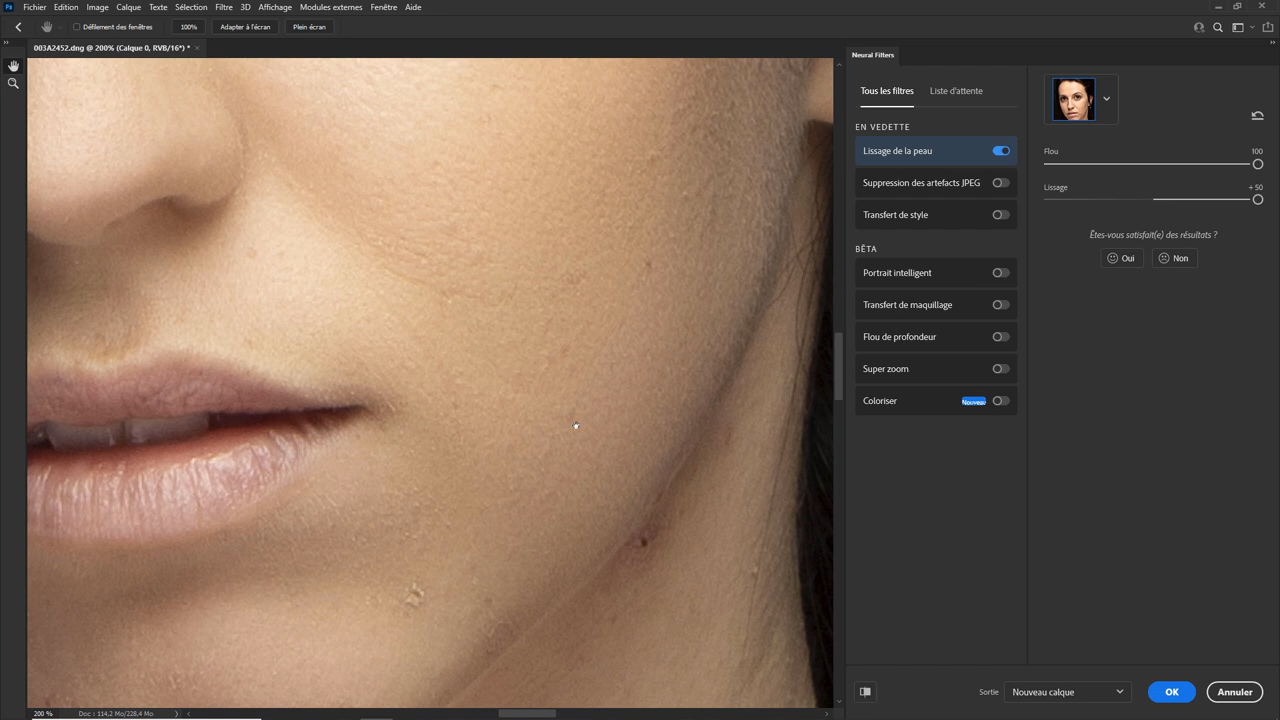 Ps Fichier Edition Image Calque Texte Sélection Filtre 3D Affichage Modules externes Fenêtre Aide
Défilement des fenêtres 100% Adapter à l'écran Plein écran
003A2452.dng @ 200% (Calque 0, RVB/16*) * ×
Neural Filters
Tous les filtres Liste d'attente
EN VEDETTE
Lissage de la peau
Suppression des artefacts JPEG
Transfert de style
BÊTA
Portrait intelligent
Transfert de maquillage
Flou de profondeur
Super zoom
Coloriser Nouveau
Flou 100
Lissage +50
Êtes-vous satisfait(e) des résultats ?
Oui Non
Sortie Nouveau calque OK Annuler
200 % Doc : 114,2 Mo/228,4 Mo